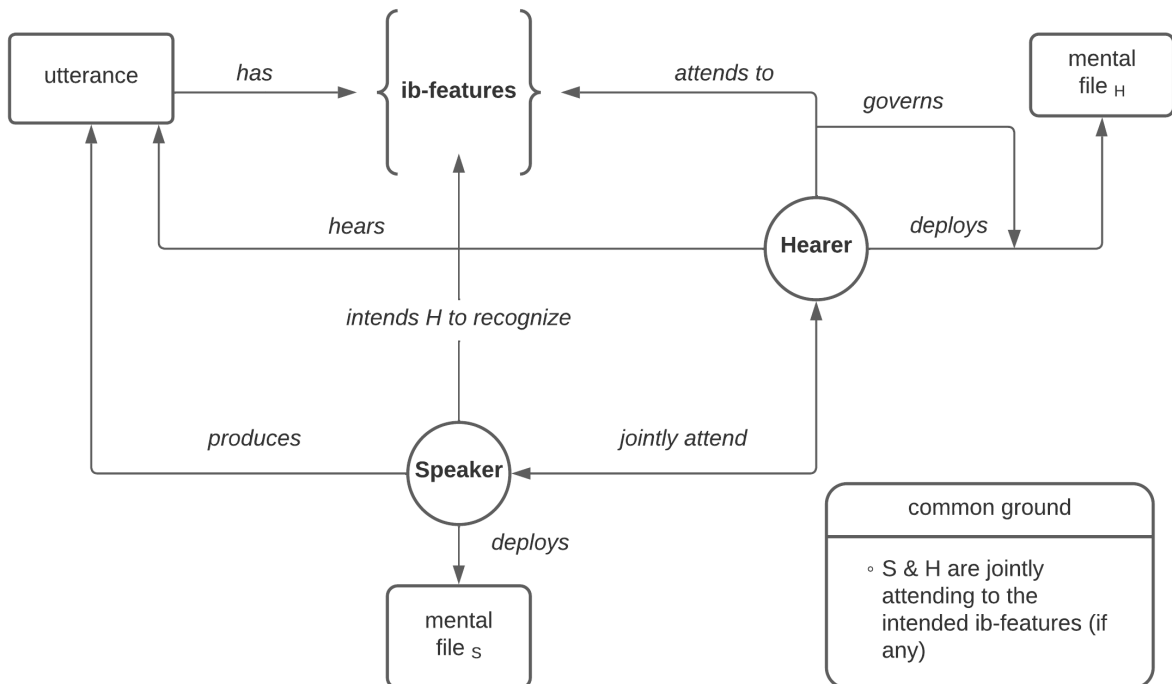 utterance
has
ib-features
attends to
governs
mental
file H
hears
Hearer
deploys
intends H to recognize
produces
Speaker
jointly attend
deploys
mental
file S
common ground
◦ S & H are jointly
attending to the
intended ib-features (if
any)